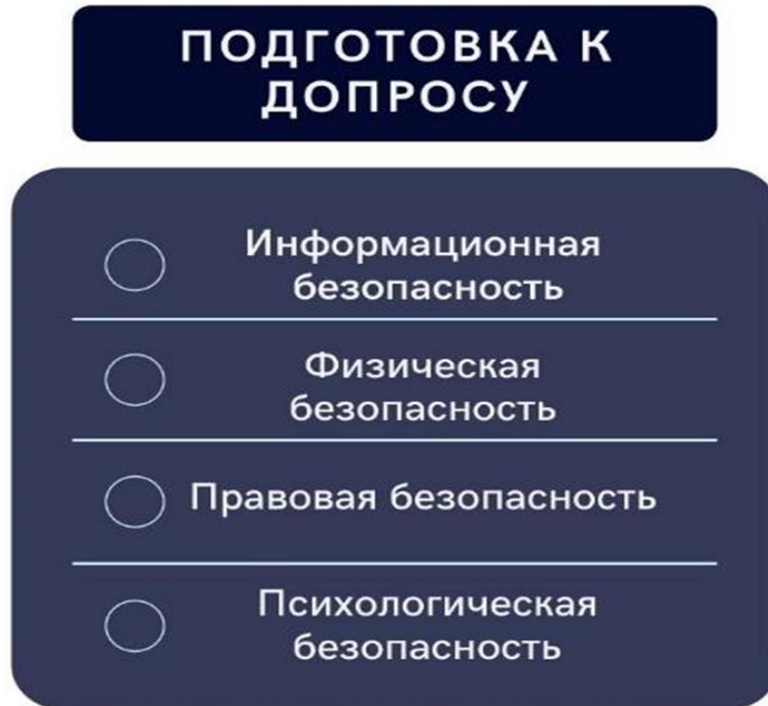 ПОДГОТОВКА К
ДОПРОСУ
Информационная
безопасность
Физическая
безопасность
Правовая безопасность
Психологическая
безопасность